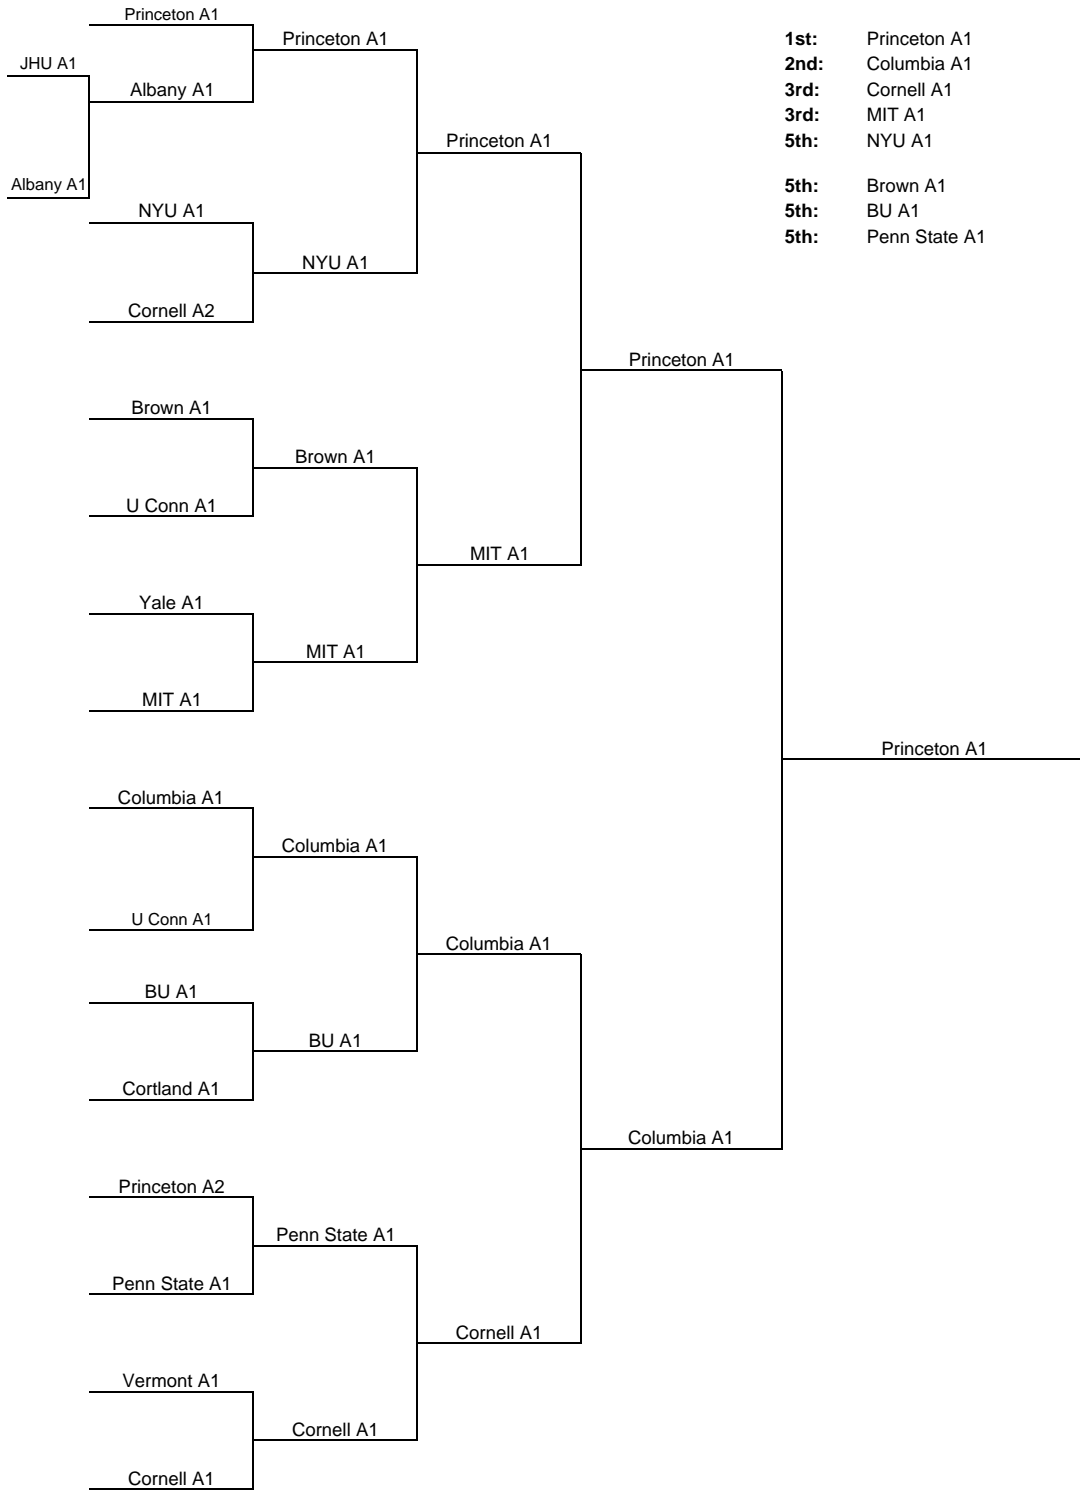 Princeton A1
Princeton A1
1st: Princeton A1
JHU A1
2nd: Columbia A1
Albany A1
3rd: Cornell A1
3rd: MIT A1
Princeton A1
5th: NYU A1
Albany A1
5th: Brown A1
NYU A1
5th: BU A1
5th: Penn State A1
NYU A1
Cornell A2
Princeton A1
Brown A1
Brown A1
U Conn A1
MIT A1
Yale A1
MIT A1
MIT A1
Princeton A1
Columbia A1
Columbia A1
U Conn A1
Columbia A1
BU A1
BU A1
Cortland A1
Columbia A1
Princeton A2
Penn State A1
Penn State A1
Cornell A1
Vermont A1
Cornell A1
Cornell A1